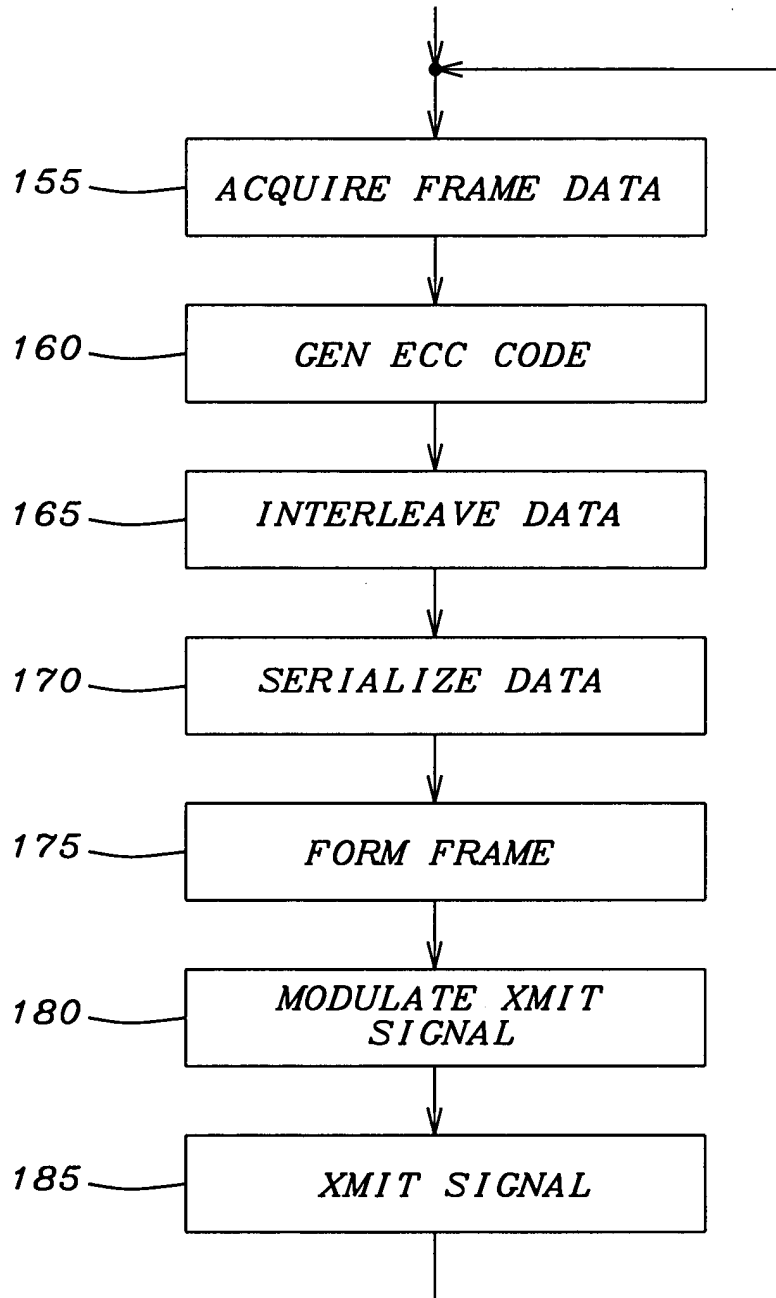 155 ACQUIRE FRAME DATA
160 GEN ECC CODE
165 INTERLEAVE DATA
170 SERIALIZE DATA
175 FORM FRAME
180 MODULATE XMIT
SIGNAL
185 XMIT SIGNAL